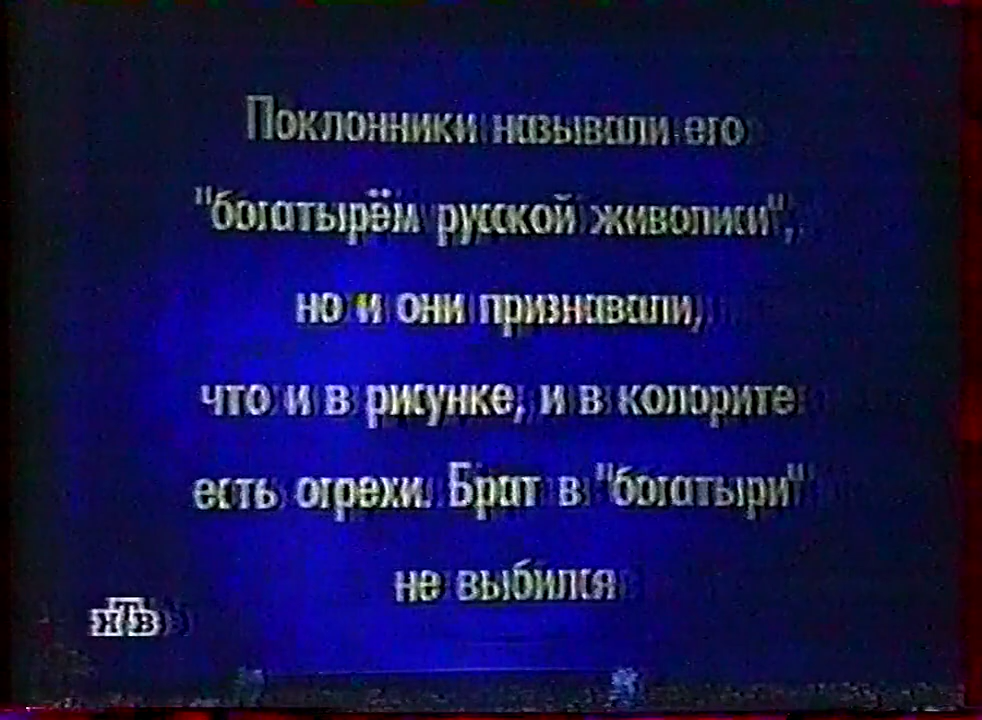 Поклонники называли его
"богатырём русской живописи",
но и они признавали,
что и в рисунке, и в колорите
есть огрехи. Брат в "богатыри"
не выбился
нтв